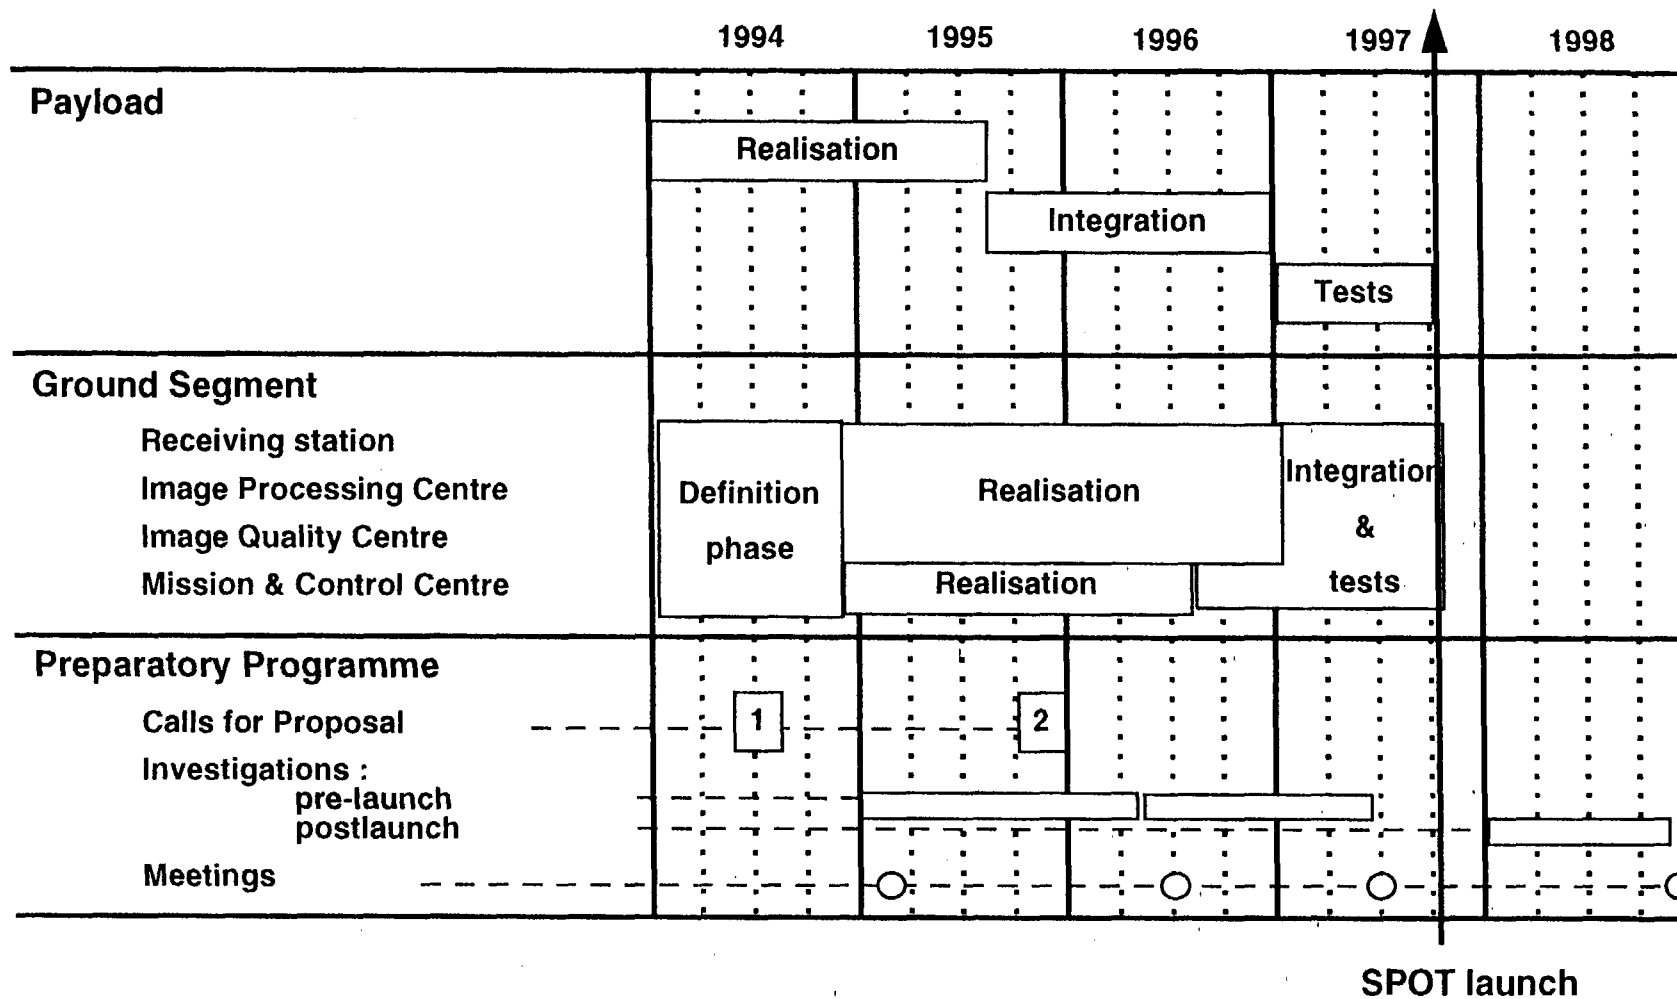 1994 1995 1996 1997 1998
Payload
Realisation
Integration
Tests
Ground Segment
Receiving station
Image Processing Centre
Image Quality Centre
Mission & Control Centre
Definition
phase
Realisation
Realisation
Integration
&
tests
Preparatory Programme
Calls for Proposal
1
2
Investigations :
pre-launch
postlaunch
Meetings
SPOT launch